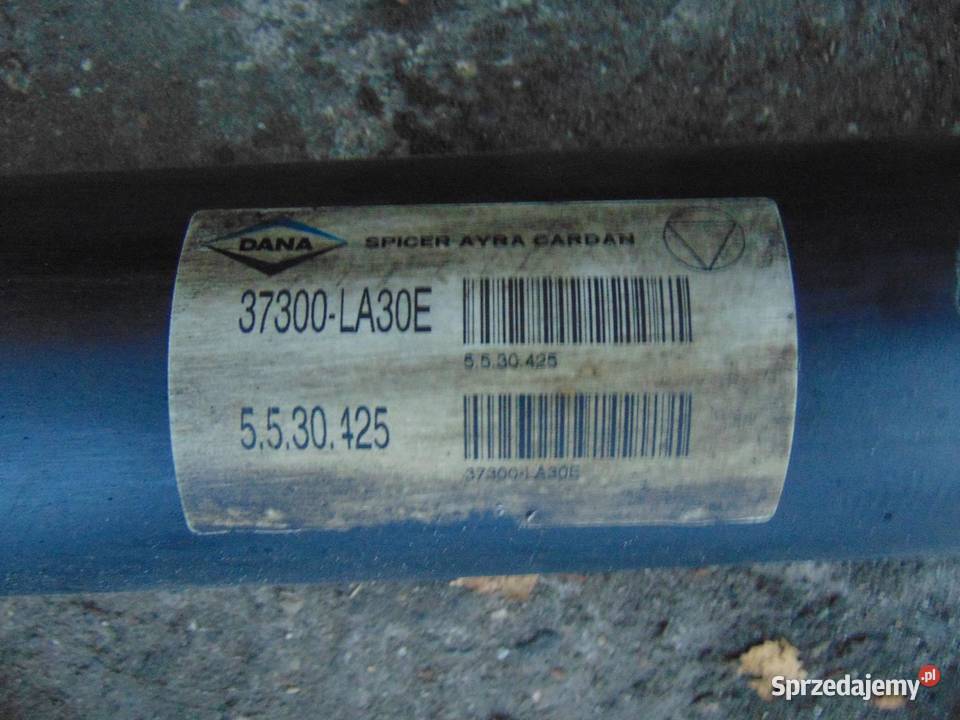 DANA SPICER AYRA CARDAN
37300-LA30E
5.5.30.425
5.5.30.425
37300-LA30E
Sprzedajemy.pl